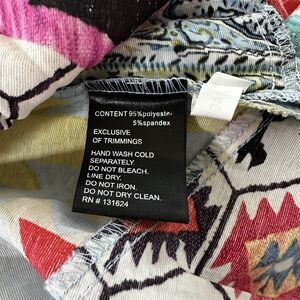 CONTENT 95%polyester
5%spandex
EXCLUSIVE
OF TRIMMINGS
HAND WASH COLD
SEPARATELY
DO NOT BLEACH.
LINE DRY.
DO NOT IRON.
DO NOT DRY CLEAN.
RN # 131624